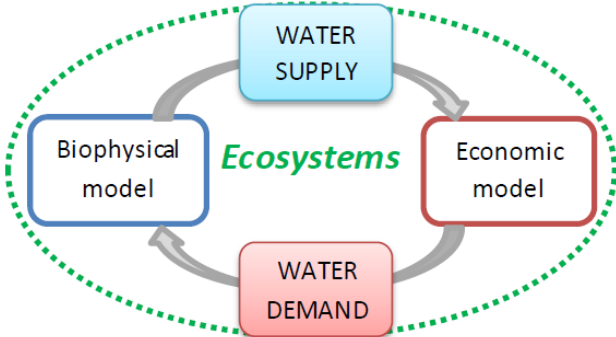 WATER
SUPPLY
Biophysical
model
Ecosystems
Economic
model
WATER
DEMAND